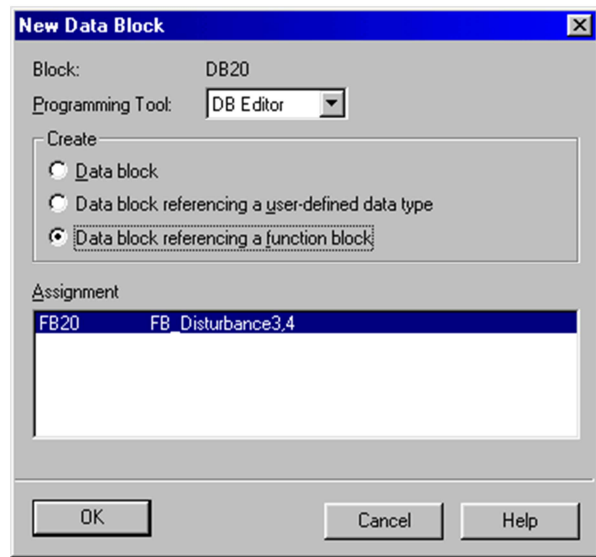 New Data Block
Block: DB20
Programming Tool: DB Editor
Create
Data block
Data block referencing a user-defined data type
Data block referencing a function block
Assignment
FB20 FB_Disturbance3,4
OK Cancel Help